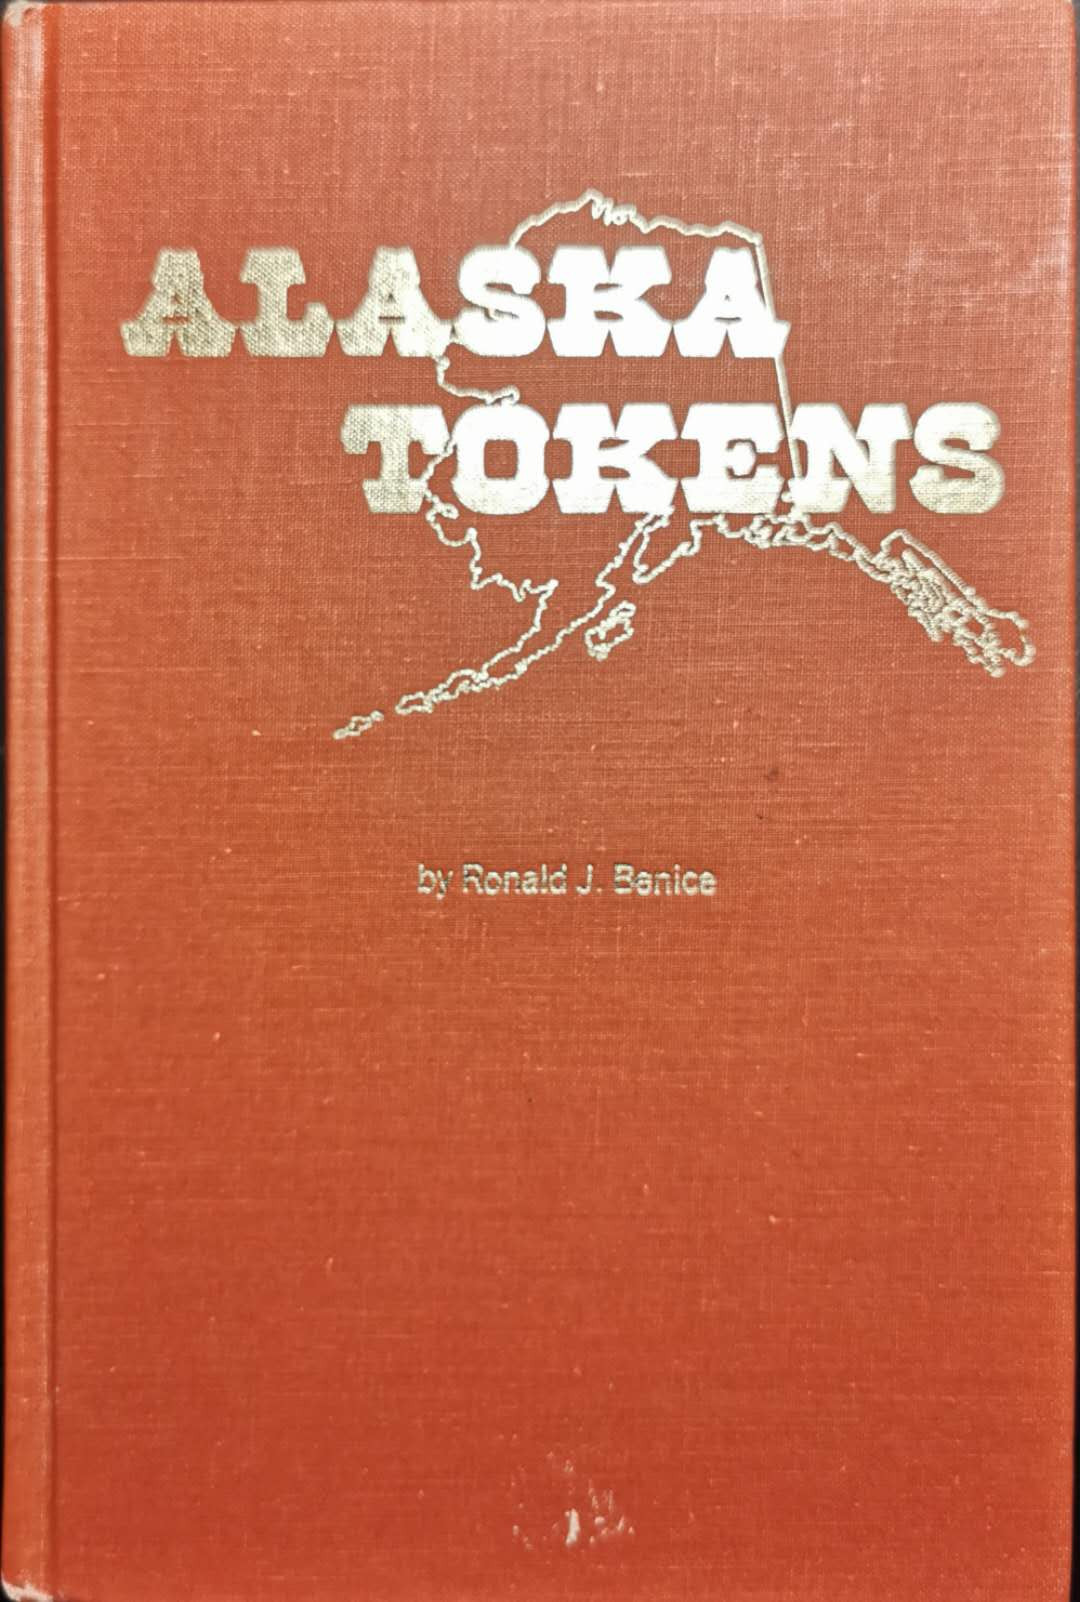 ALASKA
TOKENS
by Ronald J. Benice